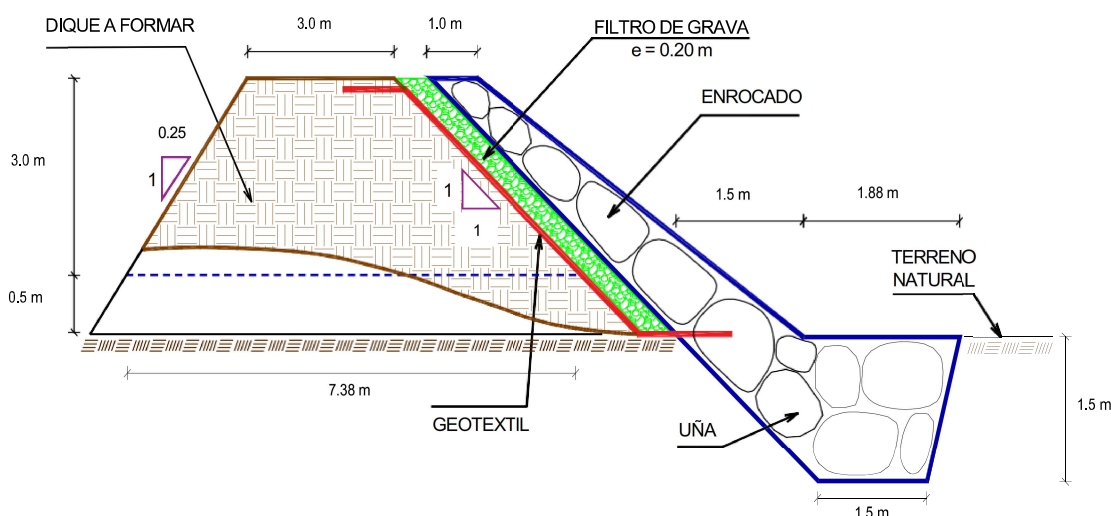 DIQUE A FORMAR
3.0 m
1.0 m
FILTRO DE GRAVA
e = 0.20 m
ENROCADO
0.25
1
3.0 m
1
1
1.5 m
1.88 m
TERRENO
NATURAL
0.5 m
7.38 m
GEOTEXTIL
UÑA
1.5 m
1.5 m